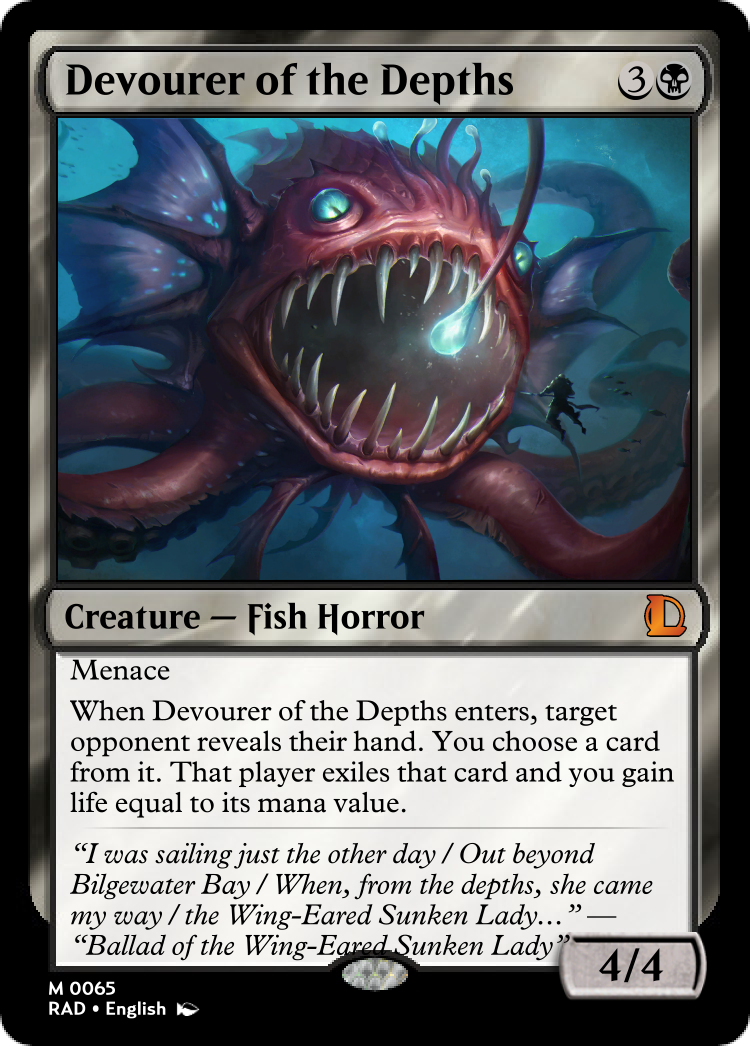 Devourer of the Depths 3
Creature — Fish Horror
Menace
When Devourer of the Depths enters, target
opponent reveals their hand. You choose a card
from it. That player exiles that card and you gain
life equal to its mana value.
“I was sailing just the other day / Out beyond
Bilgewater Bay / When, from the depths, she came
my way / the Wing-Eared Sunken Lady…” —
“Ballad of the Wing-Eared Sunken Lady”
4/4
M 0065
RAD • English